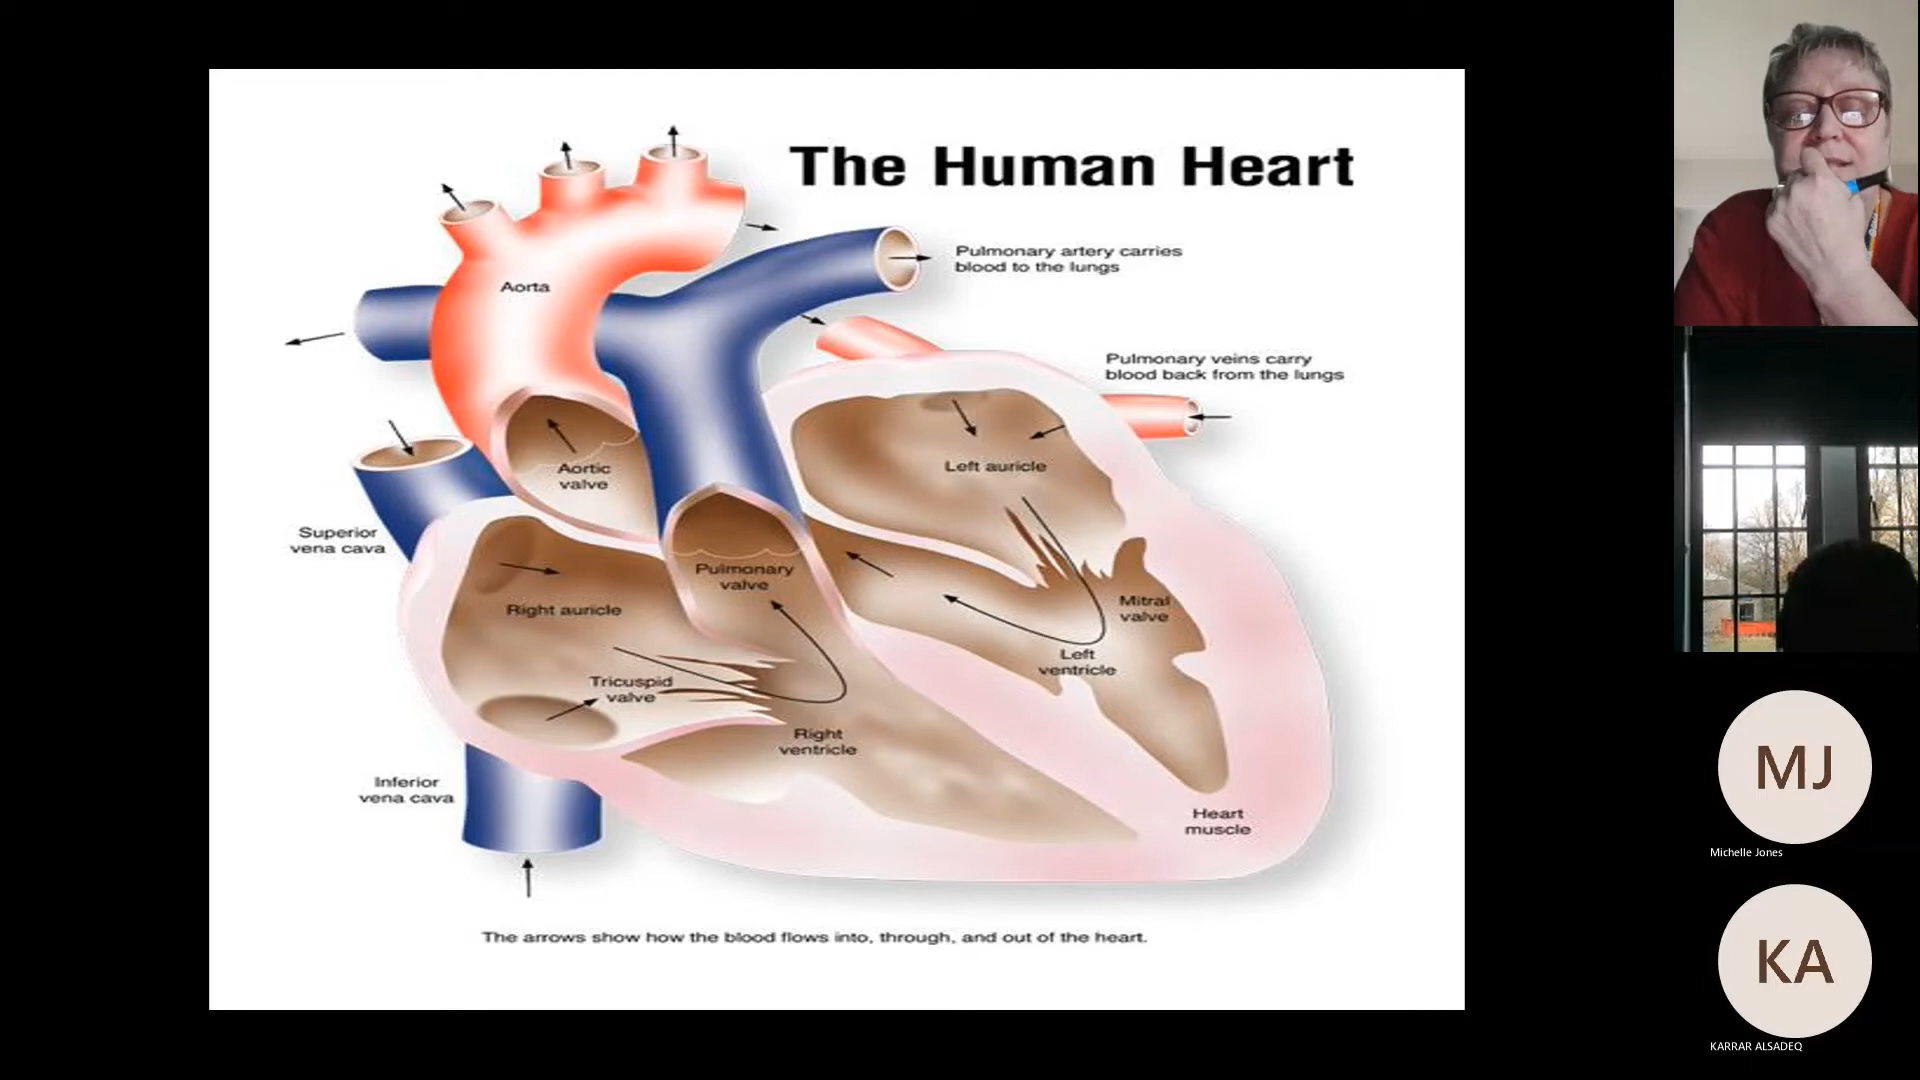 The Human Heart
Pulmonary artery carries
blood to the lungs
Aorta
Pulmonary veins carry
blood back from the lungs
Aortic
valve
Left auricle
Superior
vena cava
Pulmonary
valve
Right auricle
Mitral
valve
Left
ventricle
Tricuspid
valve
Right
ventricle
Inferior
vena cava
Heart
muscle
The arrows show how the blood flows into, through, and out of the heart.
MJ
Michelle Jones
KA
KARRAR ALSADEQ